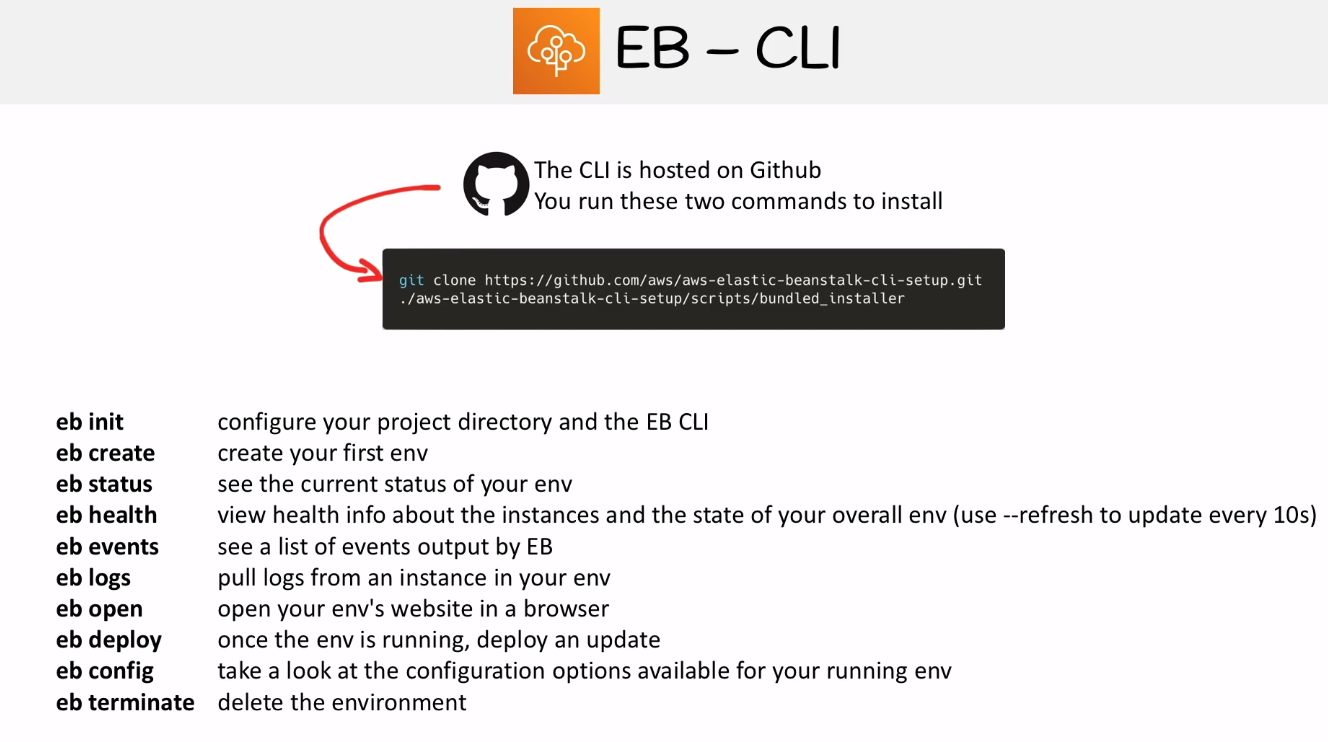 EB – CLI
The CLI is hosted on Github
You run these two commands to install
git clone https://github.com/aws/aws-elastic-beanstalk-cli-setup.git
./aws-elastic-beanstalk-cli-setup/scripts/bundled_installer
eb init configure your project directory and the EB CLI
eb create create your first env
eb status see the current status of your env
eb health view health info about the instances and the state of your overall env (use --refresh to update every 10s)
eb events see a list of events output by EB
eb logs pull logs from an instance in your env
eb open open your env's website in a browser
eb deploy once the env is running, deploy an update
eb config take a look at the configuration options available for your running env
eb terminate delete the environment